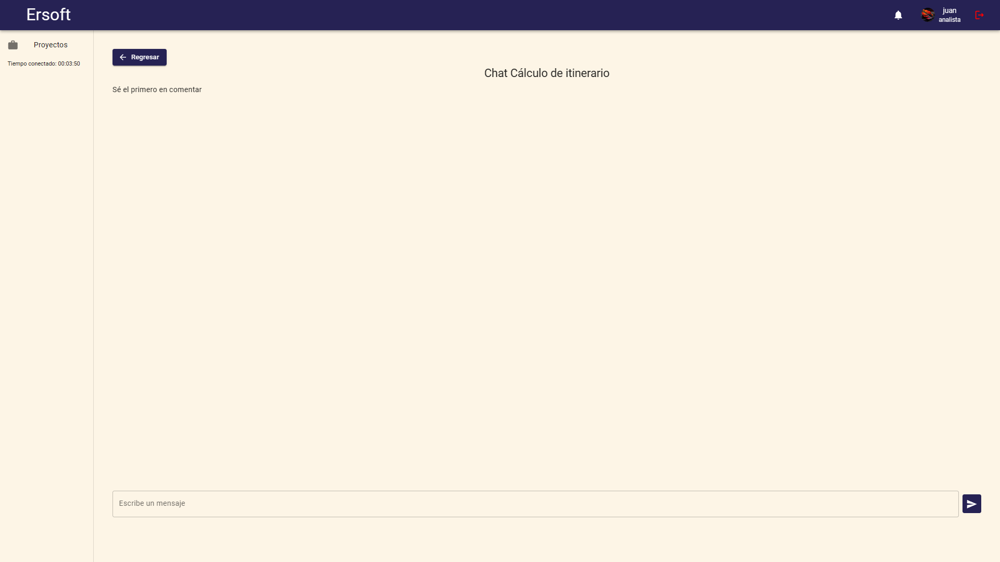 Ersoft
juan
analista
Proyectos
Tiempo conectado: 00:03:50
Regresar
Chat Cálculo de itinerario
Sé el primero en comentar
Escribe un mensaje